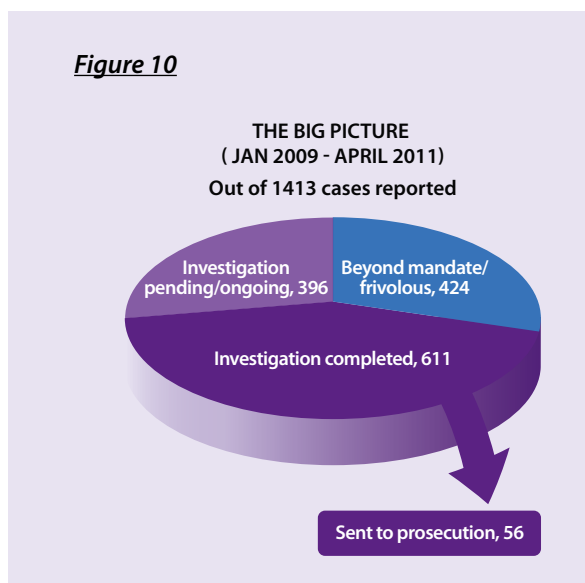 Figure 10
THE BIG PICTURE
( JAN 2009 - APRIL 2011)
Out of 1413 cases reported
Investigation
pending/ongoing, 396
Beyond mandate/
frivolous, 424
Investigation completed, 611
Sent to prosecution, 56